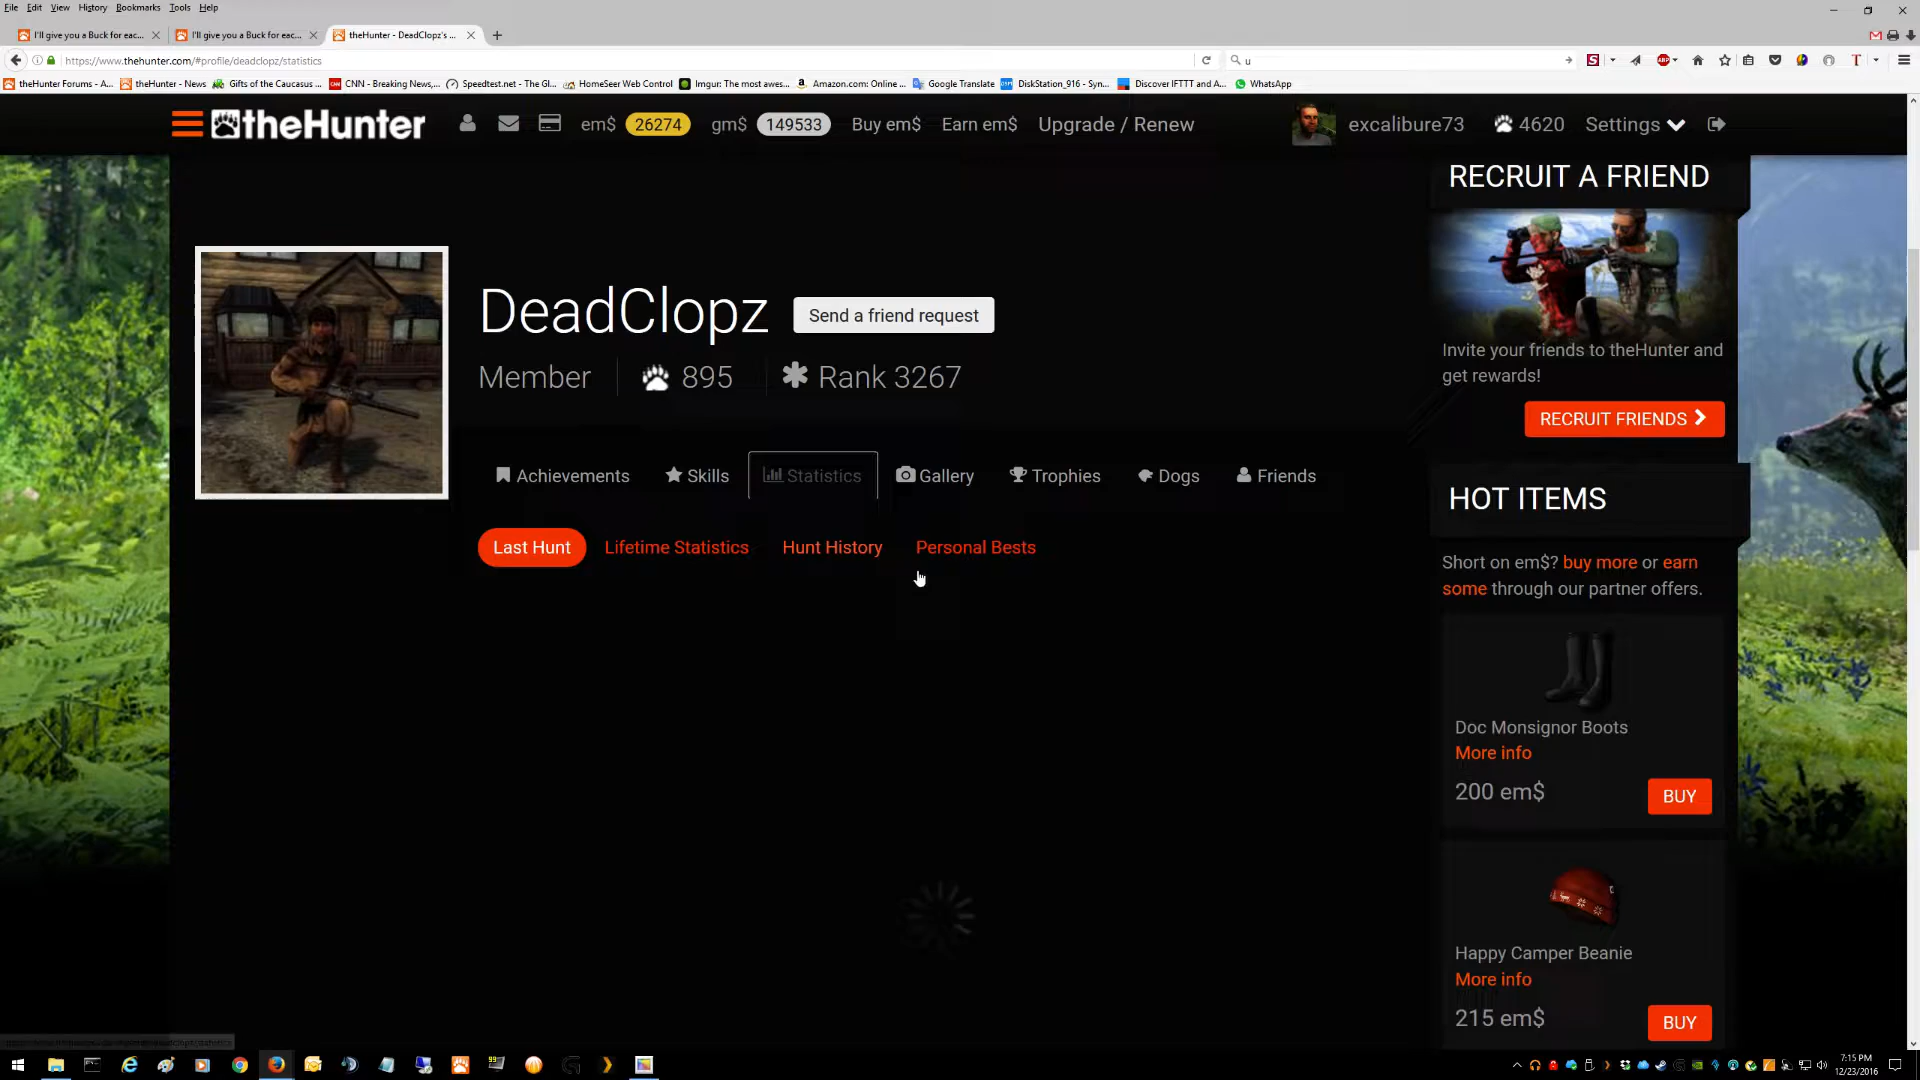 File Edit View History Bookmarks Tools Help
I'll give you a Buck for eac... I'll give you a Buck for eac... theHunter - DeadClopz's ...
https://www.thehunter.com/#profile/deadclopz/statistics u
theHunter Forums - A... theHunter - News Gifts of the Caucasus ... CNN - Breaking News,... Speedtest.net - The Gl... HomeSeer Web Control Imgur: The most awes... Amazon.com: Online ... Google Translate DiskStation_916 - Syn... Discover IFTTT and A... WhatsApp
theHunter em$ 26274 gm$ 149533 Buy em$ Earn em$ Upgrade / Renew excalibure73 4620 Settings
RECRUIT A FRIEND
Invite your friends to theHunter and
get rewards!
RECRUIT FRIENDS
DeadClopz Send a friend request
Member 895 Rank 3267
Achievements Skills Statistics Gallery Trophies Dogs Friends
Last Hunt Lifetime Statistics Hunt History Personal Bests
HOT ITEMS
Short on em$? buy more or earn
some through our partner offers.
Doc Monsignor Boots
More info
200 em$ BUY
Happy Camper Beanie
More info
215 em$ BUY
7:15 PM
12/23/2016